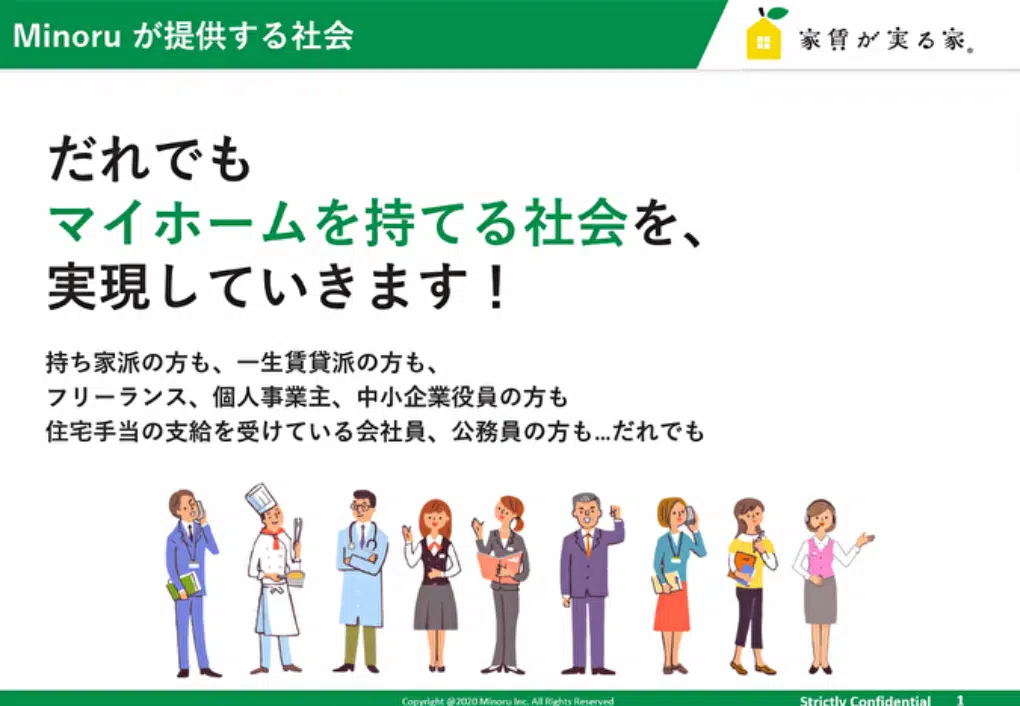 Minoru が提供する社会
家賃が実る家®
だれでも
マイホームを持てる社会を、
実現していきます！
持ち家派の方も、一生賃貸派の方も、
フリーランス、個人事業主、中小企業役員の方も
住宅手当の支給を受けている会社員、公務員の方も...だれでも
Copyright @2020 Minoru Inc. All Rights Reserved
Strictly Confidential 1